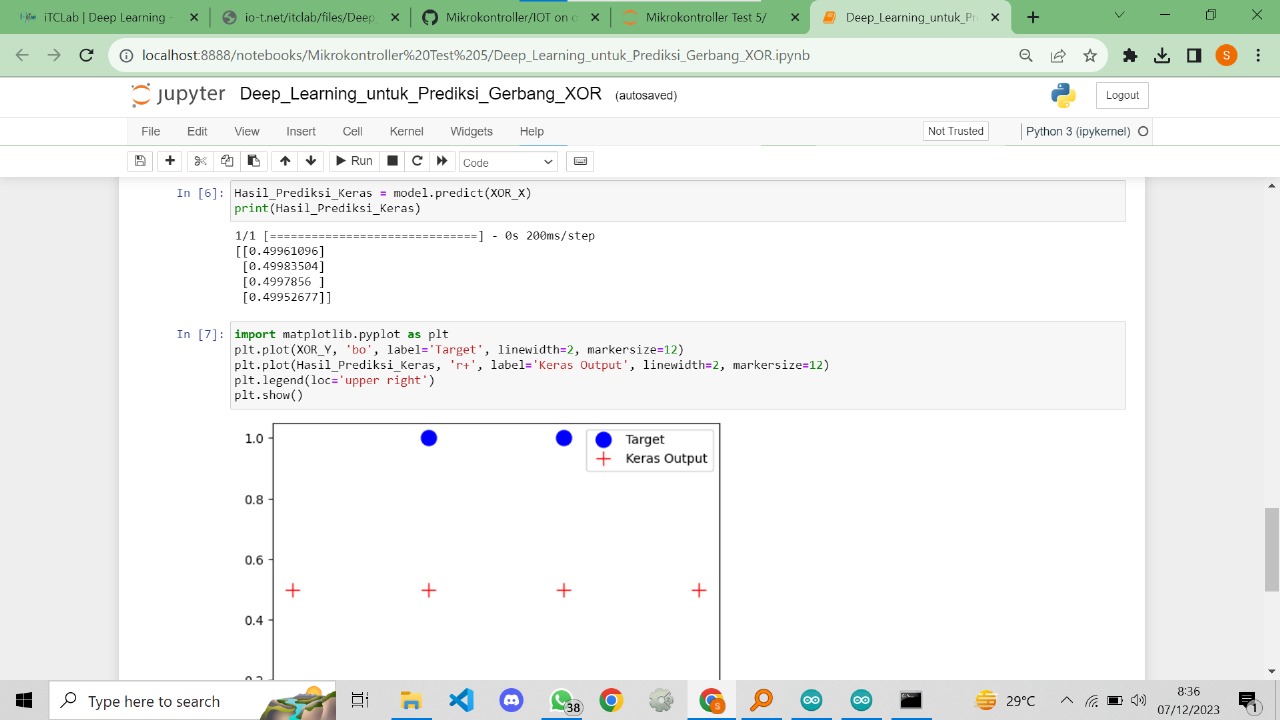 iTCLab | Deep Learning -
io-t.net/itclab/files/Deep_
Mikrokontroller/IOT on c
Mikrokontroller Test 5/
Deep_Learning_untuk_Pr
localhost:8888/notebooks/Mikrokontroller%20Test%205/Deep_Learning_untuk_Prediksi_Gerbang_XOR.ipynb
S
jupyter Deep_Learning_untuk_Prediksi_Gerbang_XOR (autosaved)
Logout
File Edit View Insert Cell Kernel Widgets Help
Not Trusted
Python 3 (ipykernel)
Run
Code
In [6]: Hasil_Prediksi_Keras = model.predict(XOR_X)
print(Hasil_Prediksi_Keras)
1/1 [==============================] - 0s 200ms/step
[[0.49961096]
[0.49983504]
[0.4997856 ]
[0.49952677]]
In [7]: import matplotlib.pyplot as plt
plt.plot(XOR_Y, 'bo', label='Target', linewidth=2, markersize=12)
plt.plot(Hasil_Prediksi_Keras, 'r+', label='Keras Output', linewidth=2, markersize=12)
plt.legend(loc='upper right')
plt.show()
1.0
Target
Keras Output
0.8
0.6
0.4
0.2
Type here to search
38
S
29°C
8:36
07/12/2023
1